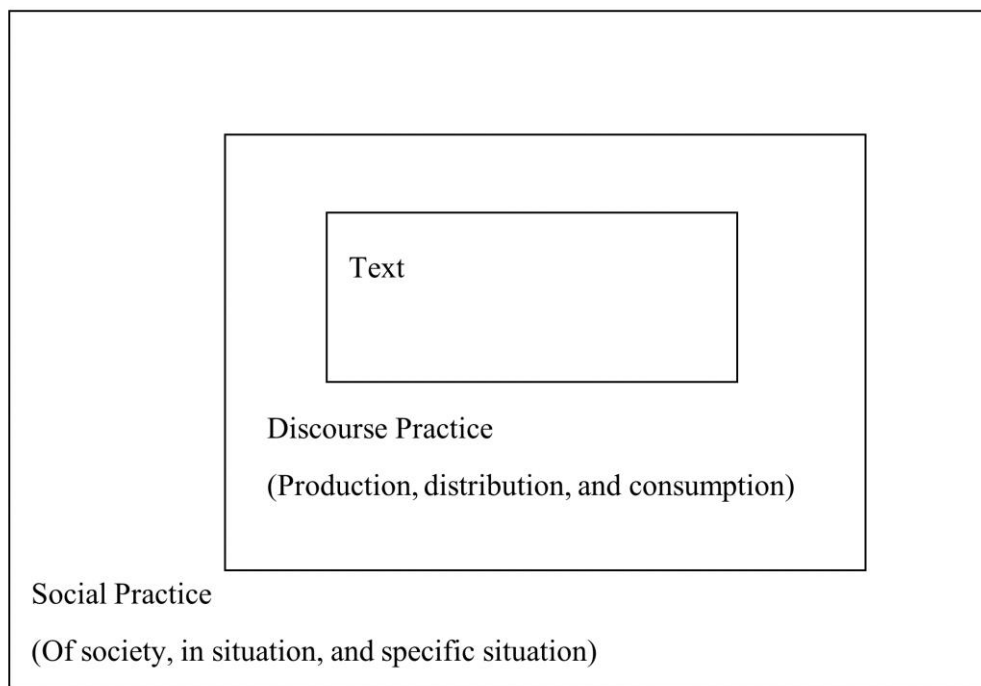 Text
Discourse Practice
(Production, distribution, and consumption)
Social Practice
(Of society, in situation, and specific situation)